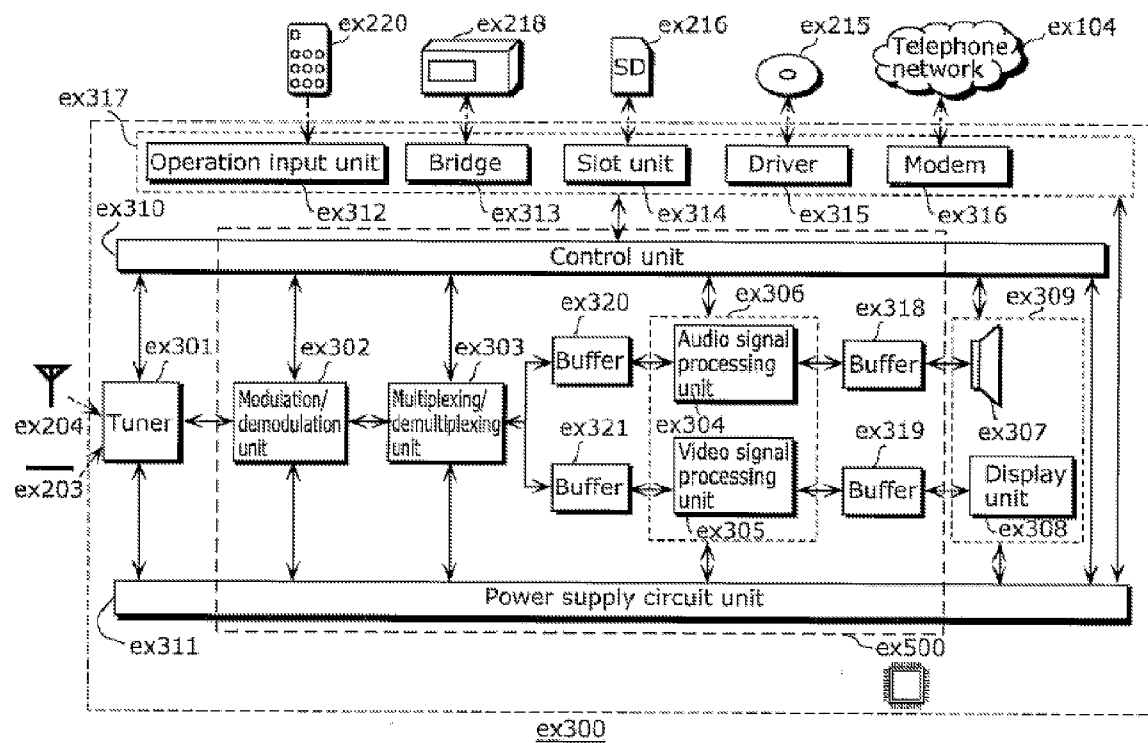 ex220
ex218
ex216
ex215
ex104
SD
Telephone
network
ex317
Operation input unit
Bridge
Slot unit
Driver
Modem
ex310
ex312
ex313
ex314
ex315
ex316
Control unit
ex320
ex306
ex318
ex309
ex301
ex302
ex303
Buffer
Audio signal
processing
unit
Buffer
ex204
Tuner
Modulation/
demodulation
unit
Multiplexing/
demultiplexing
unit
ex321
ex304
ex319
ex307
ex203
Buffer
Video signal
processing
unit
Buffer
Display
unit
ex305
ex308
Power supply circuit unit
ex311
ex500
ex300